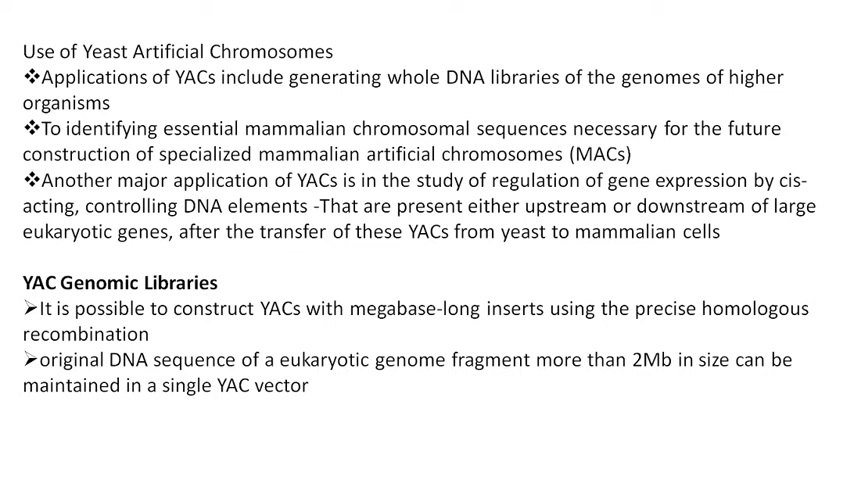 Use of Yeast Artificial Chromosomes
❖Applications of YACs include generating whole DNA libraries of the genomes of higher
organisms
❖To identifying essential mammalian chromosomal sequences necessary for the future
construction of specialized mammalian artificial chromosomes (MACs)
❖Another major application of YACs is in the study of regulation of gene expression by cis-
acting, controlling DNA elements -That are present either upstream or downstream of large
eukaryotic genes, after the transfer of these YACs from yeast to mammalian cells
YAC Genomic Libraries
➢It is possible to construct YACs with megabase-long inserts using the precise homologous
recombination
➢original DNA sequence of a eukaryotic genome fragment more than 2Mb in size can be
maintained in a single YAC vector